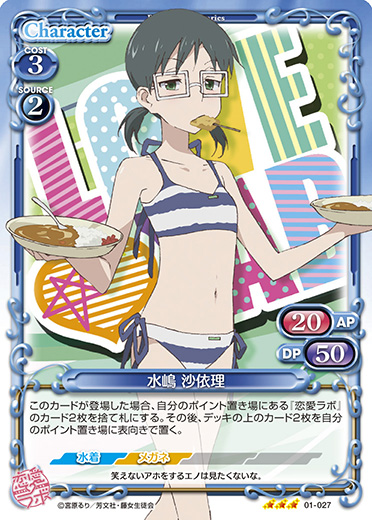 Character
COST
3
SOURCE
2
LOVE
LAB
20 AP
DP 50
水嶋 沙依理
このカードが登場した場合、自分のポイント置き場にある『恋愛ラボ』
のカード2枚を捨て札にする。その後、デッキの上のカード2枚を自分
のポイント置き場に表向きで置く。
水着 メガネ
笑えないアホをするエノは見たくないな。
恋愛
ラボ
©宮原るり/芳文社・藤女生徒会
01-027